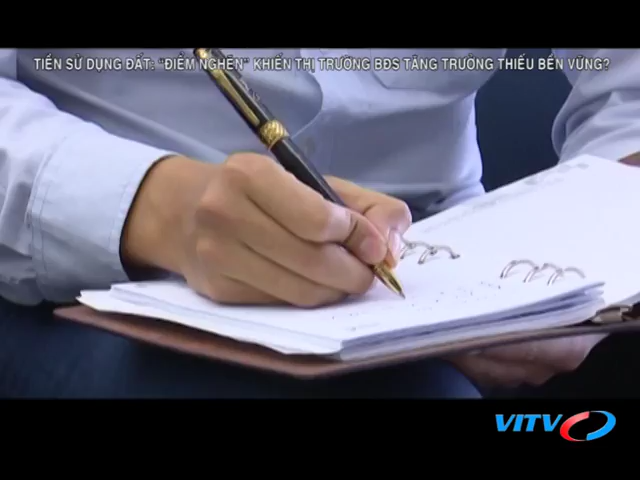 TIỀN SỬ DỤNG ĐẤT: "ĐIỂM NGHẼN" KHIẾN THỊ TRƯỜNG BĐS TĂNG TRƯỞNG THIẾU BỀN VỮNG?
VITV